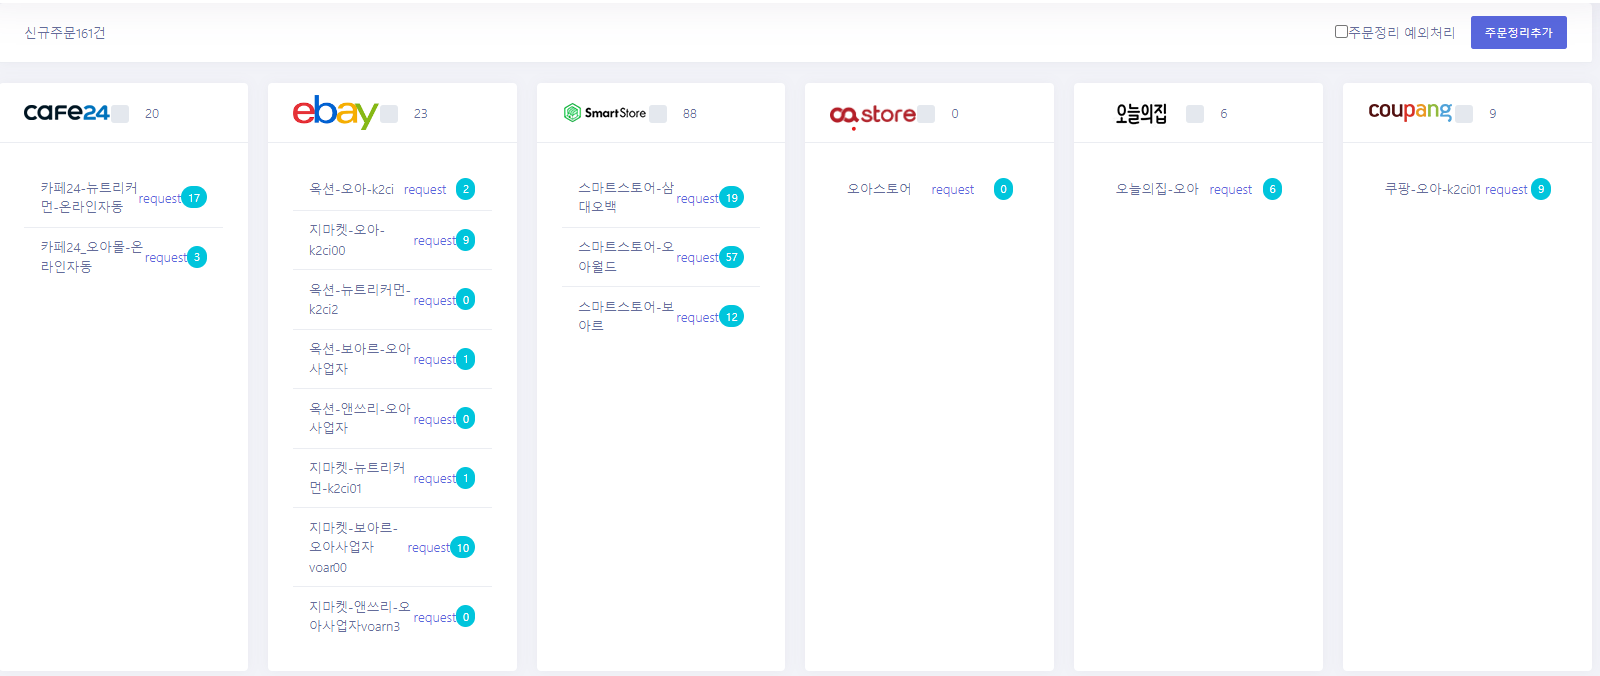 신규주문161건
주문정리 예외처리
주문정리추가
cafe24 20
카페24-뉴트리커
먼-온라인자동
request 17
카페24_오아몰-온
라인자동
request 3
ebay 23
옥션-오아-k2ci request 2
지마켓-오아-
k2ci00
request 9
옥션-뉴트리커먼-
k2ci2
request 0
옥션-보아르-오아
사업자
request 1
옥션-앤쓰리-오아
사업자
request 0
지마켓-뉴트리커
먼-k2ci01
request 1
지마켓-보아르-
오아사업자
voar00
request 10
지마켓-앤쓰리-오
아사업자voarn3
request 0
SmartStore 88
스마트스토어-삼
대오백
request 19
스마트스토어-오
아월드
request 57
스마트스토어-보
아르
request 12
oa.store 0
오아스토어 request 0
오늘의집 6
오늘의집-오아 request 6
coupang 9
쿠팡-오아-k2ci01 request 9